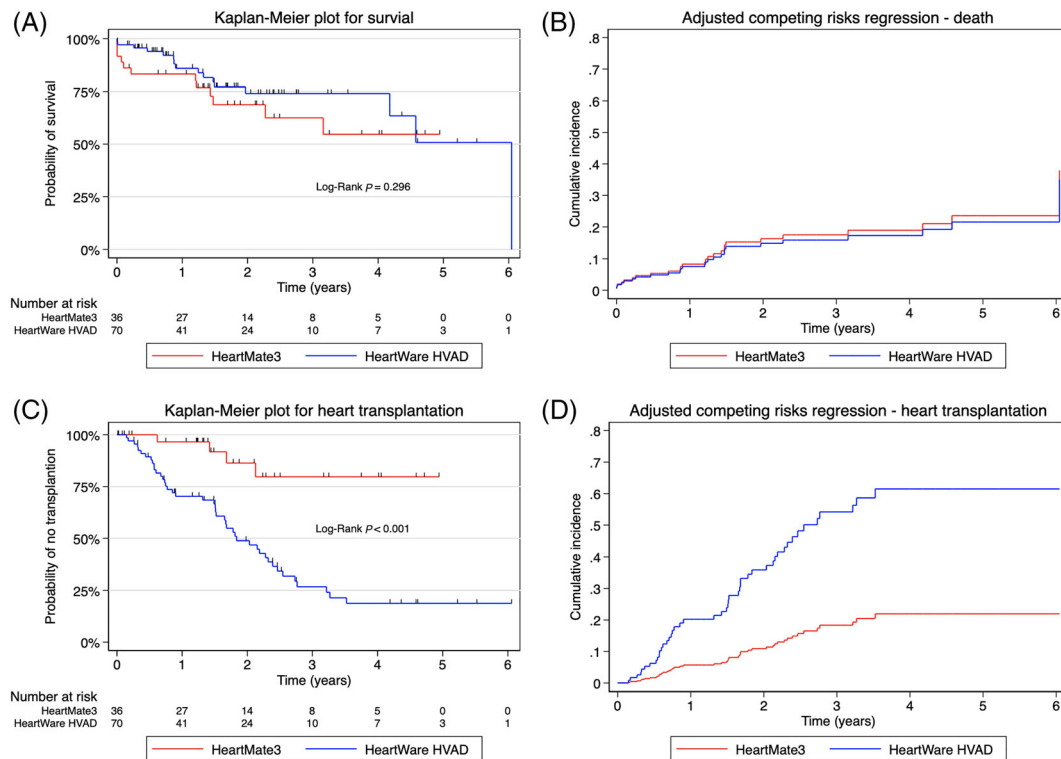 (A)
Kaplan-Meier plot for survial
100%
75%
50%
25%
0%
Probability of survival
Log-Rank P = 0.296
0 1 2 3 4 5 6
Time (years)
Number at risk
HeartMate3 36 27 14 8 5 0 0
HeartWare HVAD 70 41 24 10 7 3 1
HeartMate3 HeartWare HVAD
(B)
Adjusted competing risks regression - death
.8
.7
.6
.5
.4
.3
.2
.1
0
Cumulative incidence
0 1 2 3 4 5 6
Time (years)
HeartMate3 HeartWare HVAD
(C)
Kaplan-Meier plot for heart transplantation
100%
75%
50%
25%
0%
Probability of no transplantation
Log-Rank P < 0.001
0 1 2 3 4 5 6
Time (years)
Number at risk
HeartMate3 36 27 14 8 5 0 0
HeartWare HVAD 70 41 24 10 7 3 1
HeartMate3 HeartWare HVAD
(D)
Adjusted competing risks regression - heart transplantation
.8
.7
.6
.5
.4
.3
.2
.1
0
Cumulative incidence
0 1 2 3 4 5 6
Time (years)
HeartMate3 HeartWare HVAD